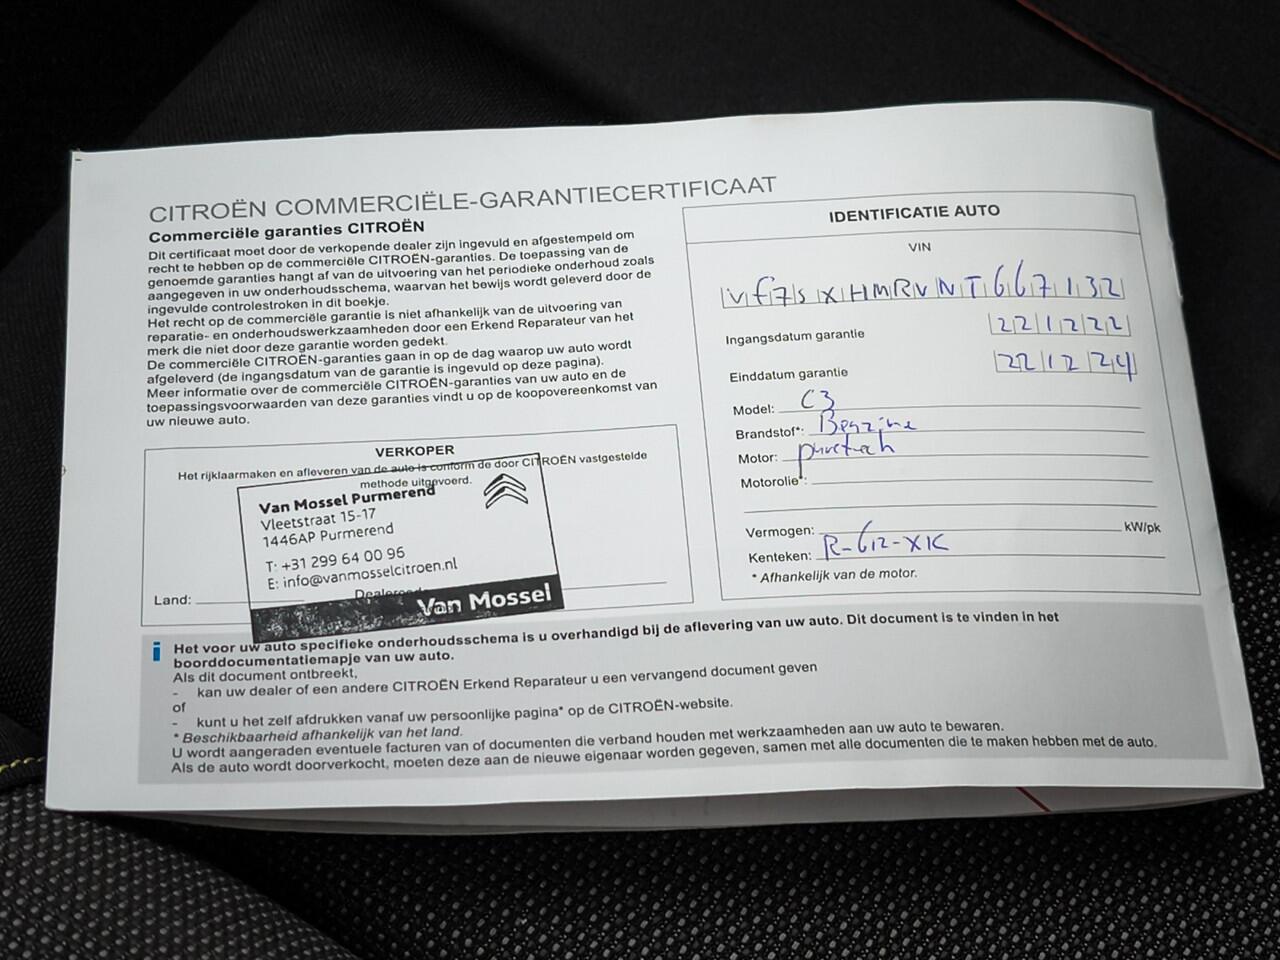 CITROËN COMMERCIËLE-GARANTIECERTIFICAAT
Commerciële garanties CITROËN
Dit certificaat moet door de verkopende dealer zijn ingevuld en afgestempeld om
recht te hebben op de commerciële CITROËN-garanties. De toepassing van de
genoemde garanties hangt af van de uitvoering van het periodieke onderhoud zoals
aangegeven in uw onderhoudsschema, waarvan het bewijs wordt geleverd door de
ingevulde controlestroken in dit boekje.
Het recht op de commerciële garantie is niet afhankelijk van de uitvoering van
reparatie- en onderhoudswerkzaamheden door een Erkend Reparateur van het
merk die niet door deze garantie worden gedekt.
De commerciële CITROËN-garanties gaan in op de dag waarop uw auto wordt
afgeleverd (de ingangsdatum van de garantie is ingevuld op deze pagina).
Meer informatie over de commerciële CITROËN-garanties van uw auto en de
toepassingsvoorwaarden van deze garanties vindt u op de koopovereenkomst van
uw nieuwe auto.
VERKOPER
Het rijklaarmaken en afleveren van de auto is conform de door CITROËN vastgestelde
methode uitgevoerd.
Van Mossel Purmerend
Vleetstraat 15-17
1446AP Purmerend
T: +31 299 64 00 96
E: info@vanmosselcitroen.nl
Land:
Van Mossel
IDENTIFICATIE AUTO
VIN
VF7SXHMRVNT667132
Ingangsdatum garantie 221222
Einddatum garantie 221224
Model: C3
Brandstof*: Benzine
Motor: puretech
Motorolie*:
Vermogen: kW/pk
Kenteken: R-612-XK
* Afhankelijk van de motor.
i Het voor uw auto specifieke onderhoudsschema is u overhandigd bij de aflevering van uw auto. Dit document is te vinden in het
boorddocumentatiemapje van uw auto.
Als dit document ontbreekt,
- kan uw dealer of een andere CITROËN Erkend Reparateur u een vervangend document geven
of
- kunt u het zelf afdrukken vanaf uw persoonlijke pagina* op de CITROËN-website.
* Beschikbaarheid afhankelijk van het land.
U wordt aangeraden eventuele facturen van of documenten die verband houden met werkzaamheden aan uw auto te bewaren.
Als de auto wordt doorverkocht, moeten deze aan de nieuwe eigenaar worden gegeven, samen met alle documenten die te maken hebben met de auto.